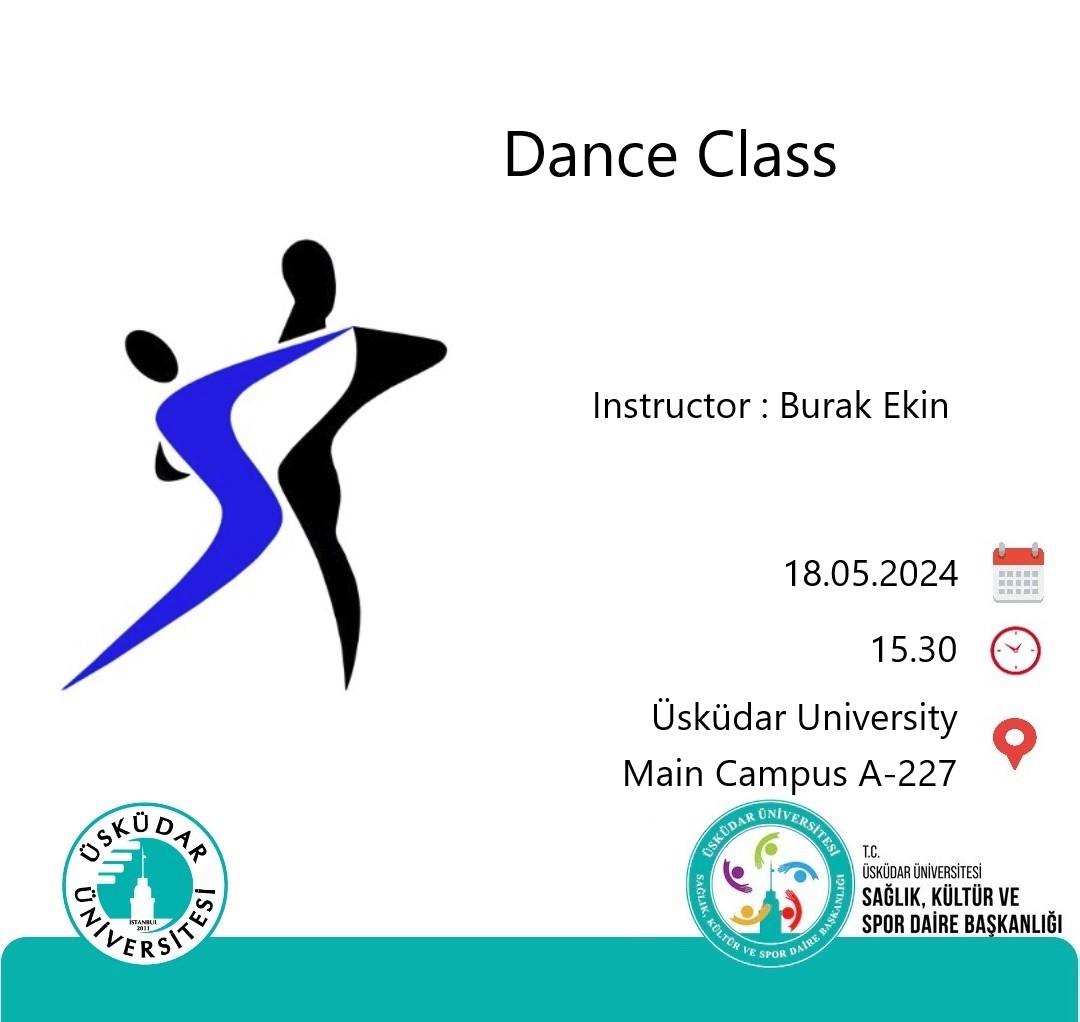 Dance Class
Instructor : Burak Ekin
18.05.2024
15.30
Üsküdar University
Main Campus A-227
ÜSKÜDAR
ÜNİVERSİTESİ
İSTANBUL
2011
ÜSKÜDAR ÜNİVERSİTESİ
SAĞLIK, KÜLTÜR VE SPOR DAİRE BAŞKANLIĞI
T.C.
ÜSKÜDAR ÜNİVERSİTESİ
SAĞLIK, KÜLTÜR VE
SPOR DAİRE BAŞKANLIĞI